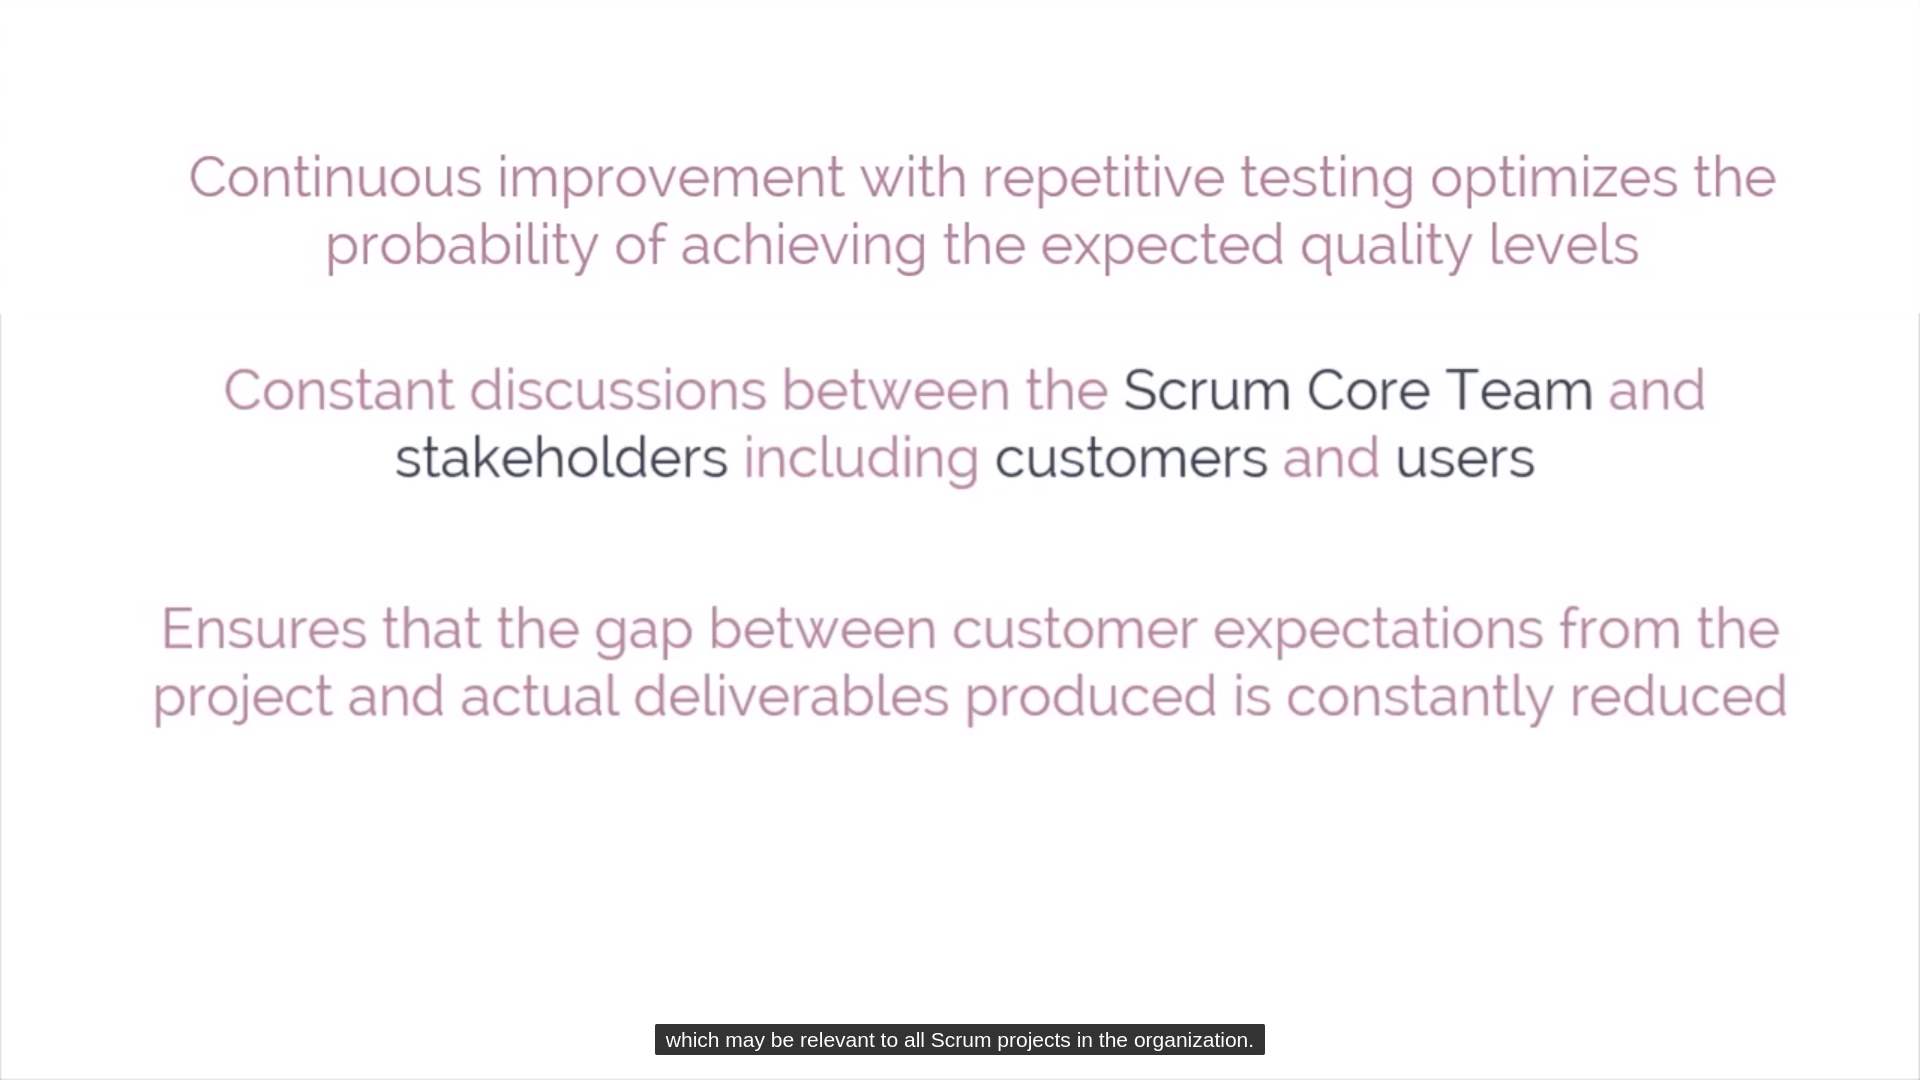 Continuous improvement with repetitive testing optimizes the
probability of achieving the expected quality levels
Constant discussions between the Scrum Core Team and
stakeholders including customers and users
Ensures that the gap between customer expectations from the
project and actual deliverables produced is constantly reduced
which may be relevant to all Scrum projects in the organization.